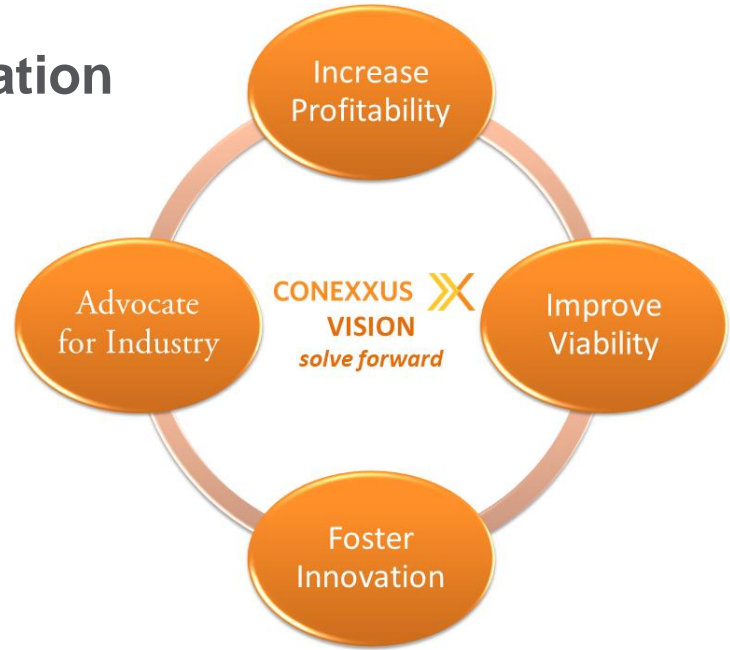 ation
Increase
Profitability
Advocate
for Industry
CONEXXUS
VISION
solve forward
Improve
Viability
Foster
Innovation